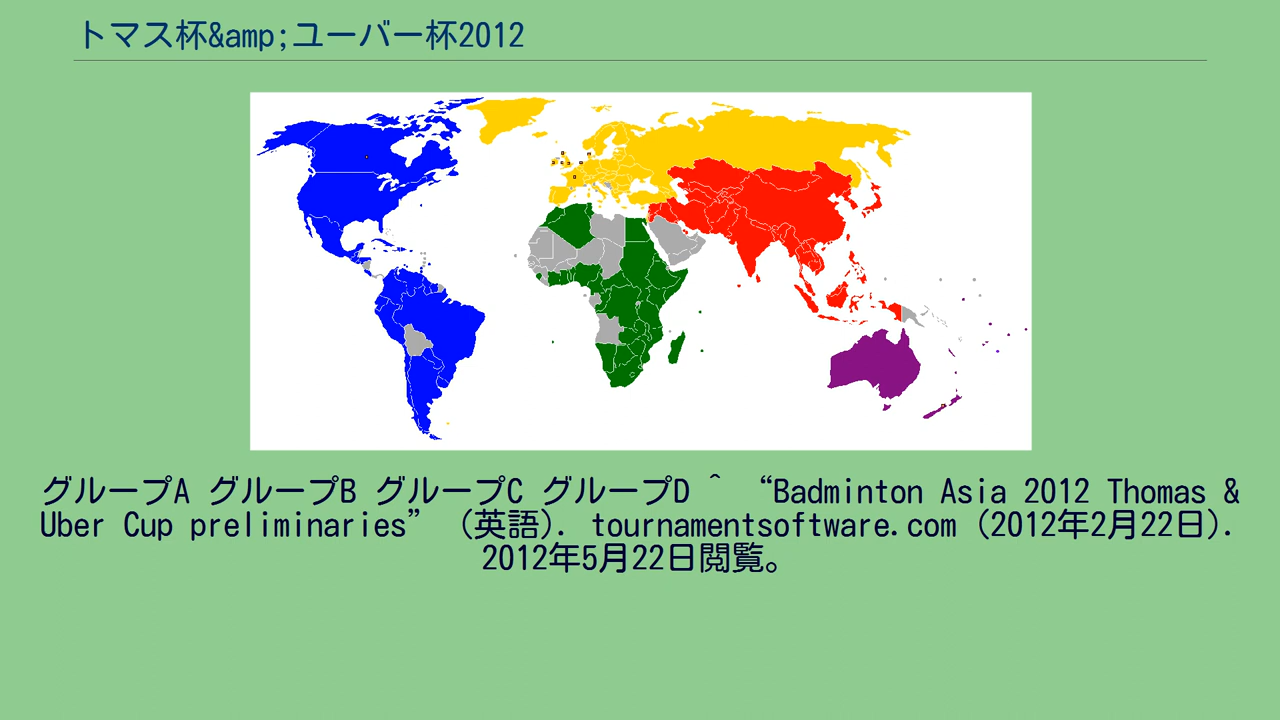 トマス杯&amp;ユーバー杯2012
グループA グループB グループC グループD ^ “Badminton Asia 2012 Thomas &
Uber Cup preliminaries” (英語). tournamentsoftware.com (2012年2月22日).
2012年5月22日閲覧。